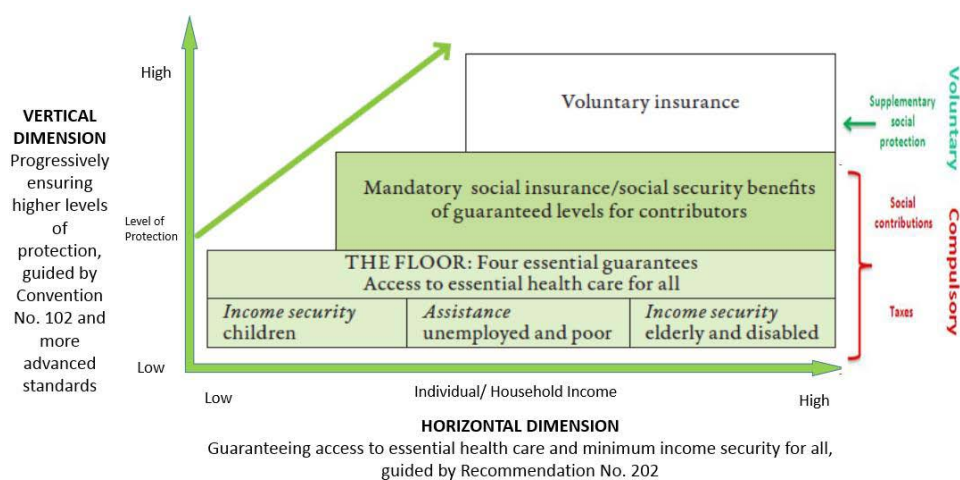 High
VERTICAL
DIMENSION
Progressively
ensuring
higher levels
of
protection,
guided by
Convention
No. 102 and
more
advanced
standards
Level of
Protection
Low
Voluntary insurance
Mandatory social insurance/social security benefits
of guaranteed levels for contributors
THE FLOOR: Four essential guarantees
Access to essential health care for all
Income security
children
Assistance
unemployed and poor
Income security
elderly and disabled
Supplementary
social
protection
Voluntary
Social
contributions
Taxes
Compulsory
Low
Individual/ Household Income
High
HORIZONTAL DIMENSION
Guaranteeing access to essential health care and minimum income security for all,
guided by Recommendation No. 202